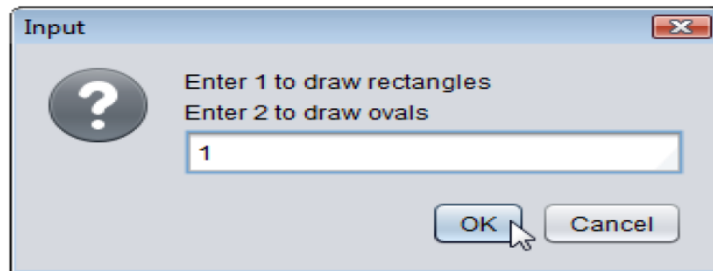 Input
Enter 1 to draw rectangles
Enter 2 to draw ovals
1
OK Cancel